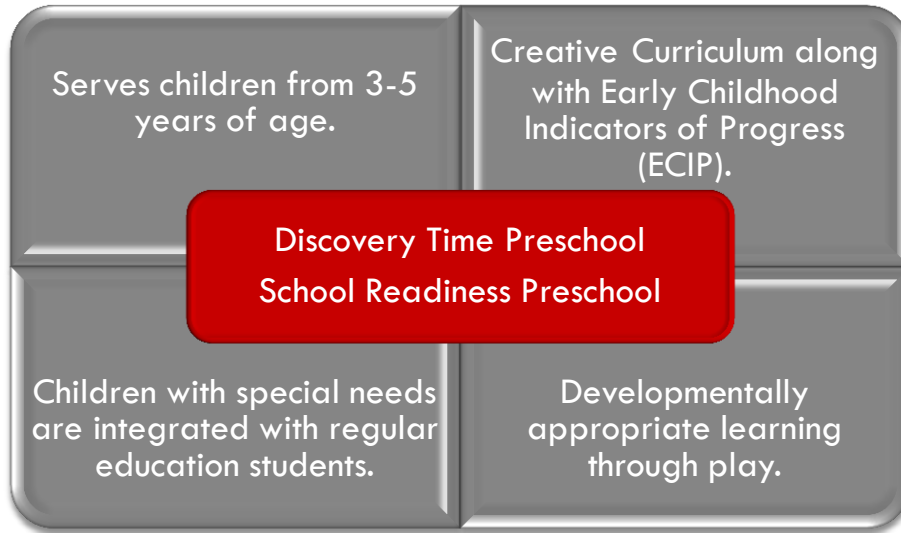 Serves children from 3-5
years of age.
Creative Curriculum along
with Early Childhood
Indicators of Progress
(ECIP).
Discovery Time Preschool
School Readiness Preschool
Children with special needs
are integrated with regular
education students.
Developmentally
appropriate learning
through play.